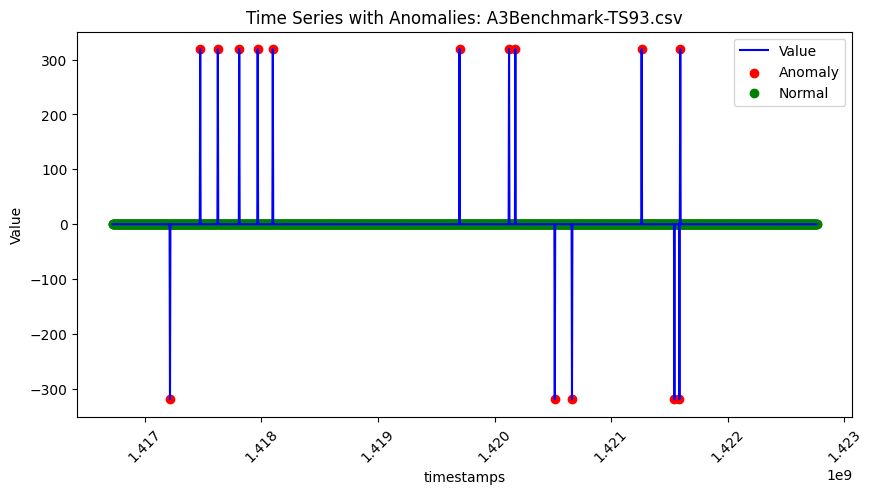 Time Series with Anomalies: A3Benchmark-TS93.csv
Value
Anomaly
Normal
300
200
100
0
−100
−200
−300
Value
1.417
1.418
1.419
1.420
1.421
1.422
1.423
1e9
timestamps